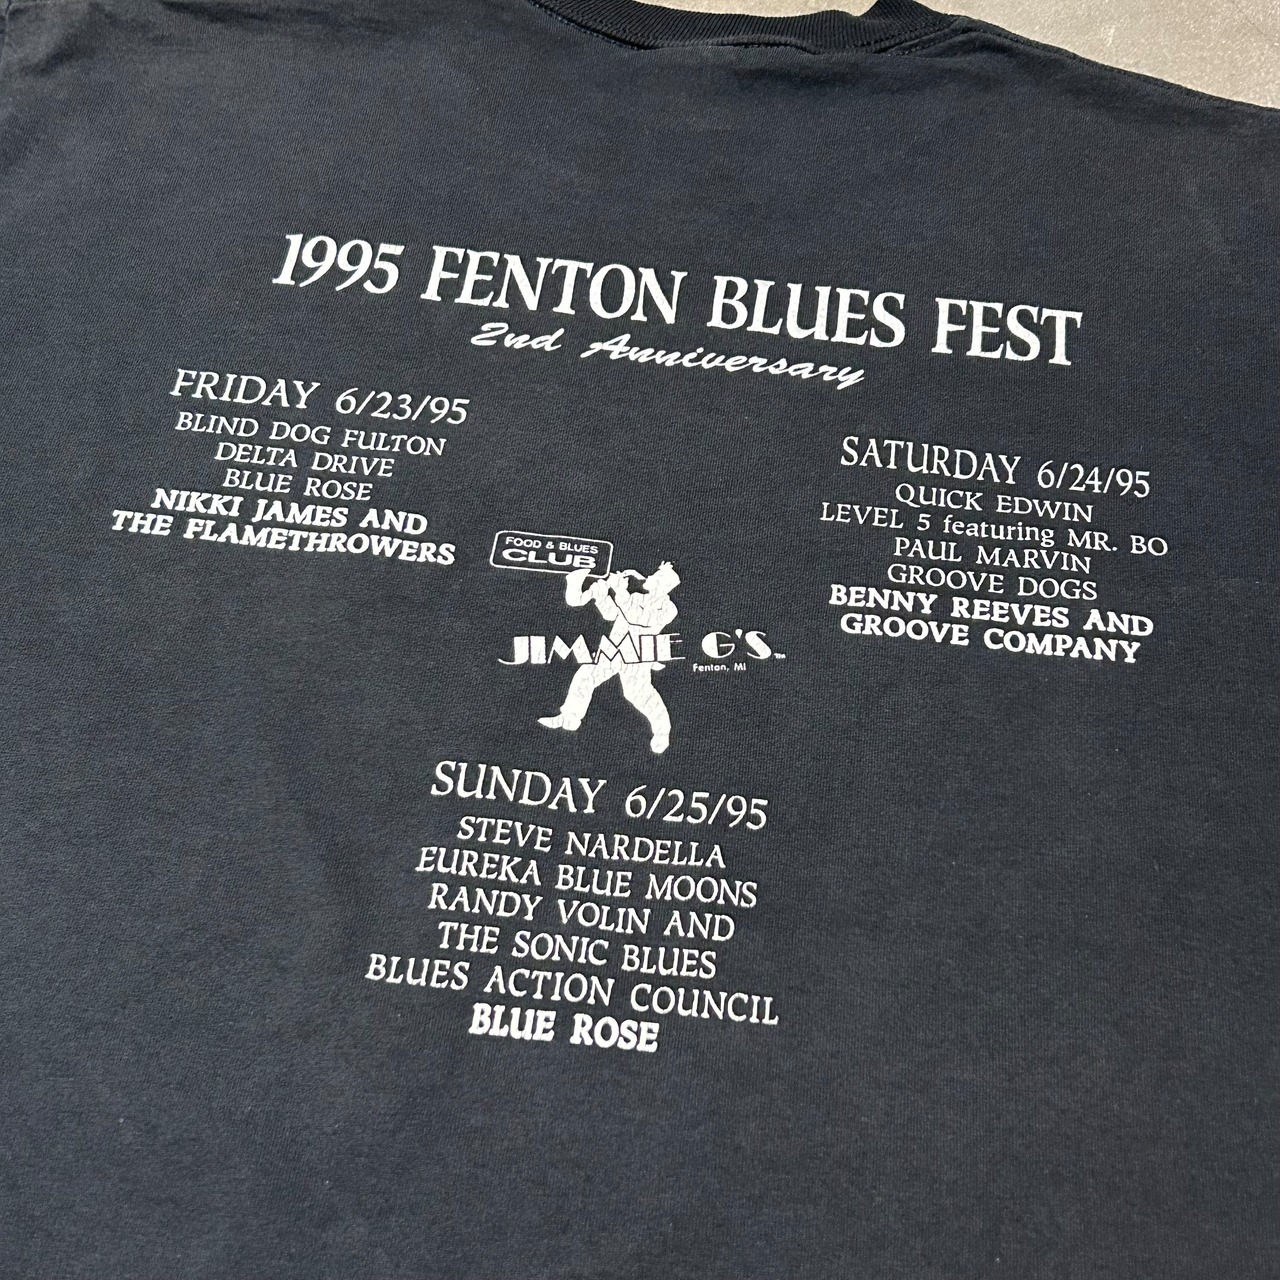 1995 FENTON BLUES FEST
2nd Anniversary
FRIDAY 6/23/95
BLIND DOG FULTON
DELTA DRIVE
BLUE ROSE
NIKKI JAMES AND
THE FLAMETHROWERS
SATURDAY 6/24/95
QUICK EDWIN
LEVEL 5 featuring MR. BO
PAUL MARVIN
GROOVE DOGS
BENNY REEVES AND
GROOVE COMPANY
FOOD & BLUES
CLUB
JIMMIE G'S™
Fenton, MI
SUNDAY 6/25/95
STEVE NARDELLA
EUREKA BLUE MOONS
RANDY VOLIN AND
THE SONIC BLUES
BLUES ACTION COUNCIL
BLUE ROSE